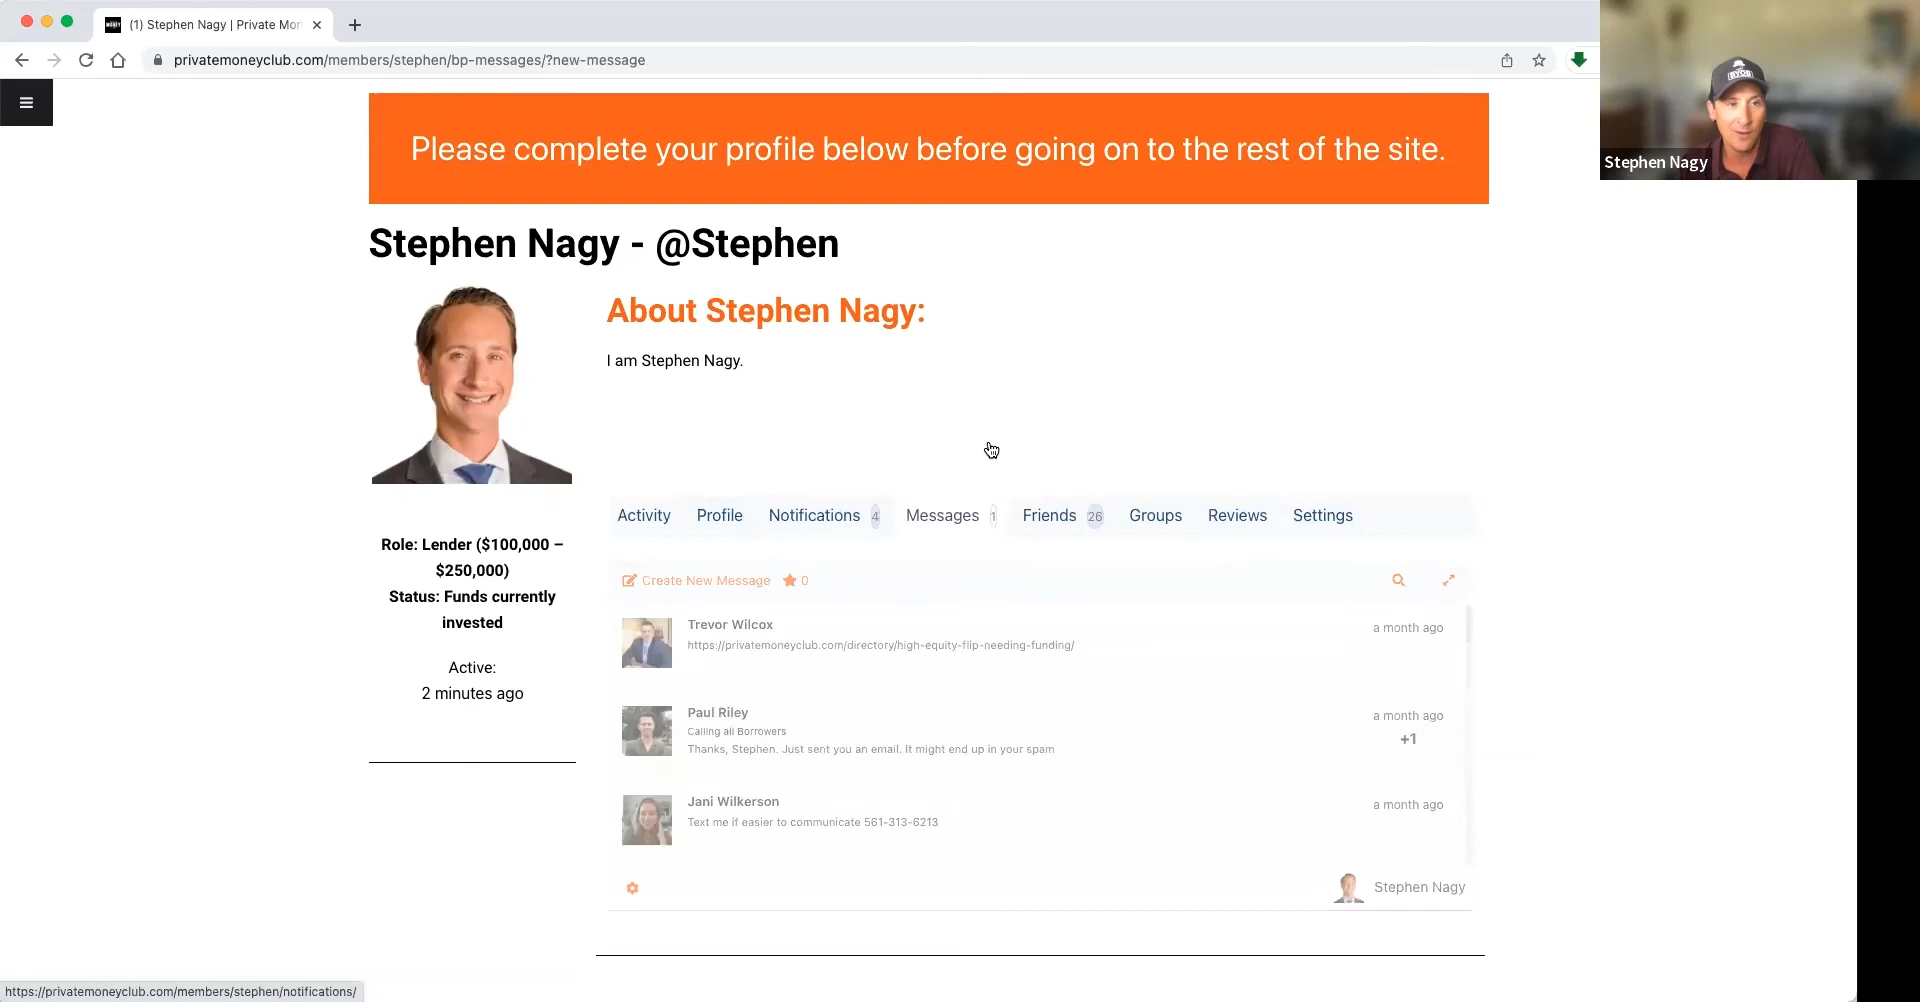 (1) Stephen Nagy | Private Mon
privatemoneyclub.com/members/stephen/bp-messages/?new-message
BYOB
Stephen Nagy
Please complete your profile below before going on to the rest of the site.
Stephen Nagy - @Stephen
About Stephen Nagy:
I am Stephen Nagy.
Role: Lender ($100,000 –
$250,000)
Status: Funds currently
invested
Active:
2 minutes ago
Activity Profile Notifications 4 Messages 1 Friends 26 Groups Reviews Settings
Create New Message 0
Trevor Wilcox
a month ago
https://privatemoneyclub.com/directory/high-equity-flip-needing-funding/
Paul Riley
a month ago
Calling all Borrowers
+1
Thanks, Stephen. Just sent you an email. It might end up in your spam
Jani Wilkerson
a month ago
Text me if easier to communicate 561-313-6213
Stephen Nagy
https://privatemoneyclub.com/members/stephen/notifications/